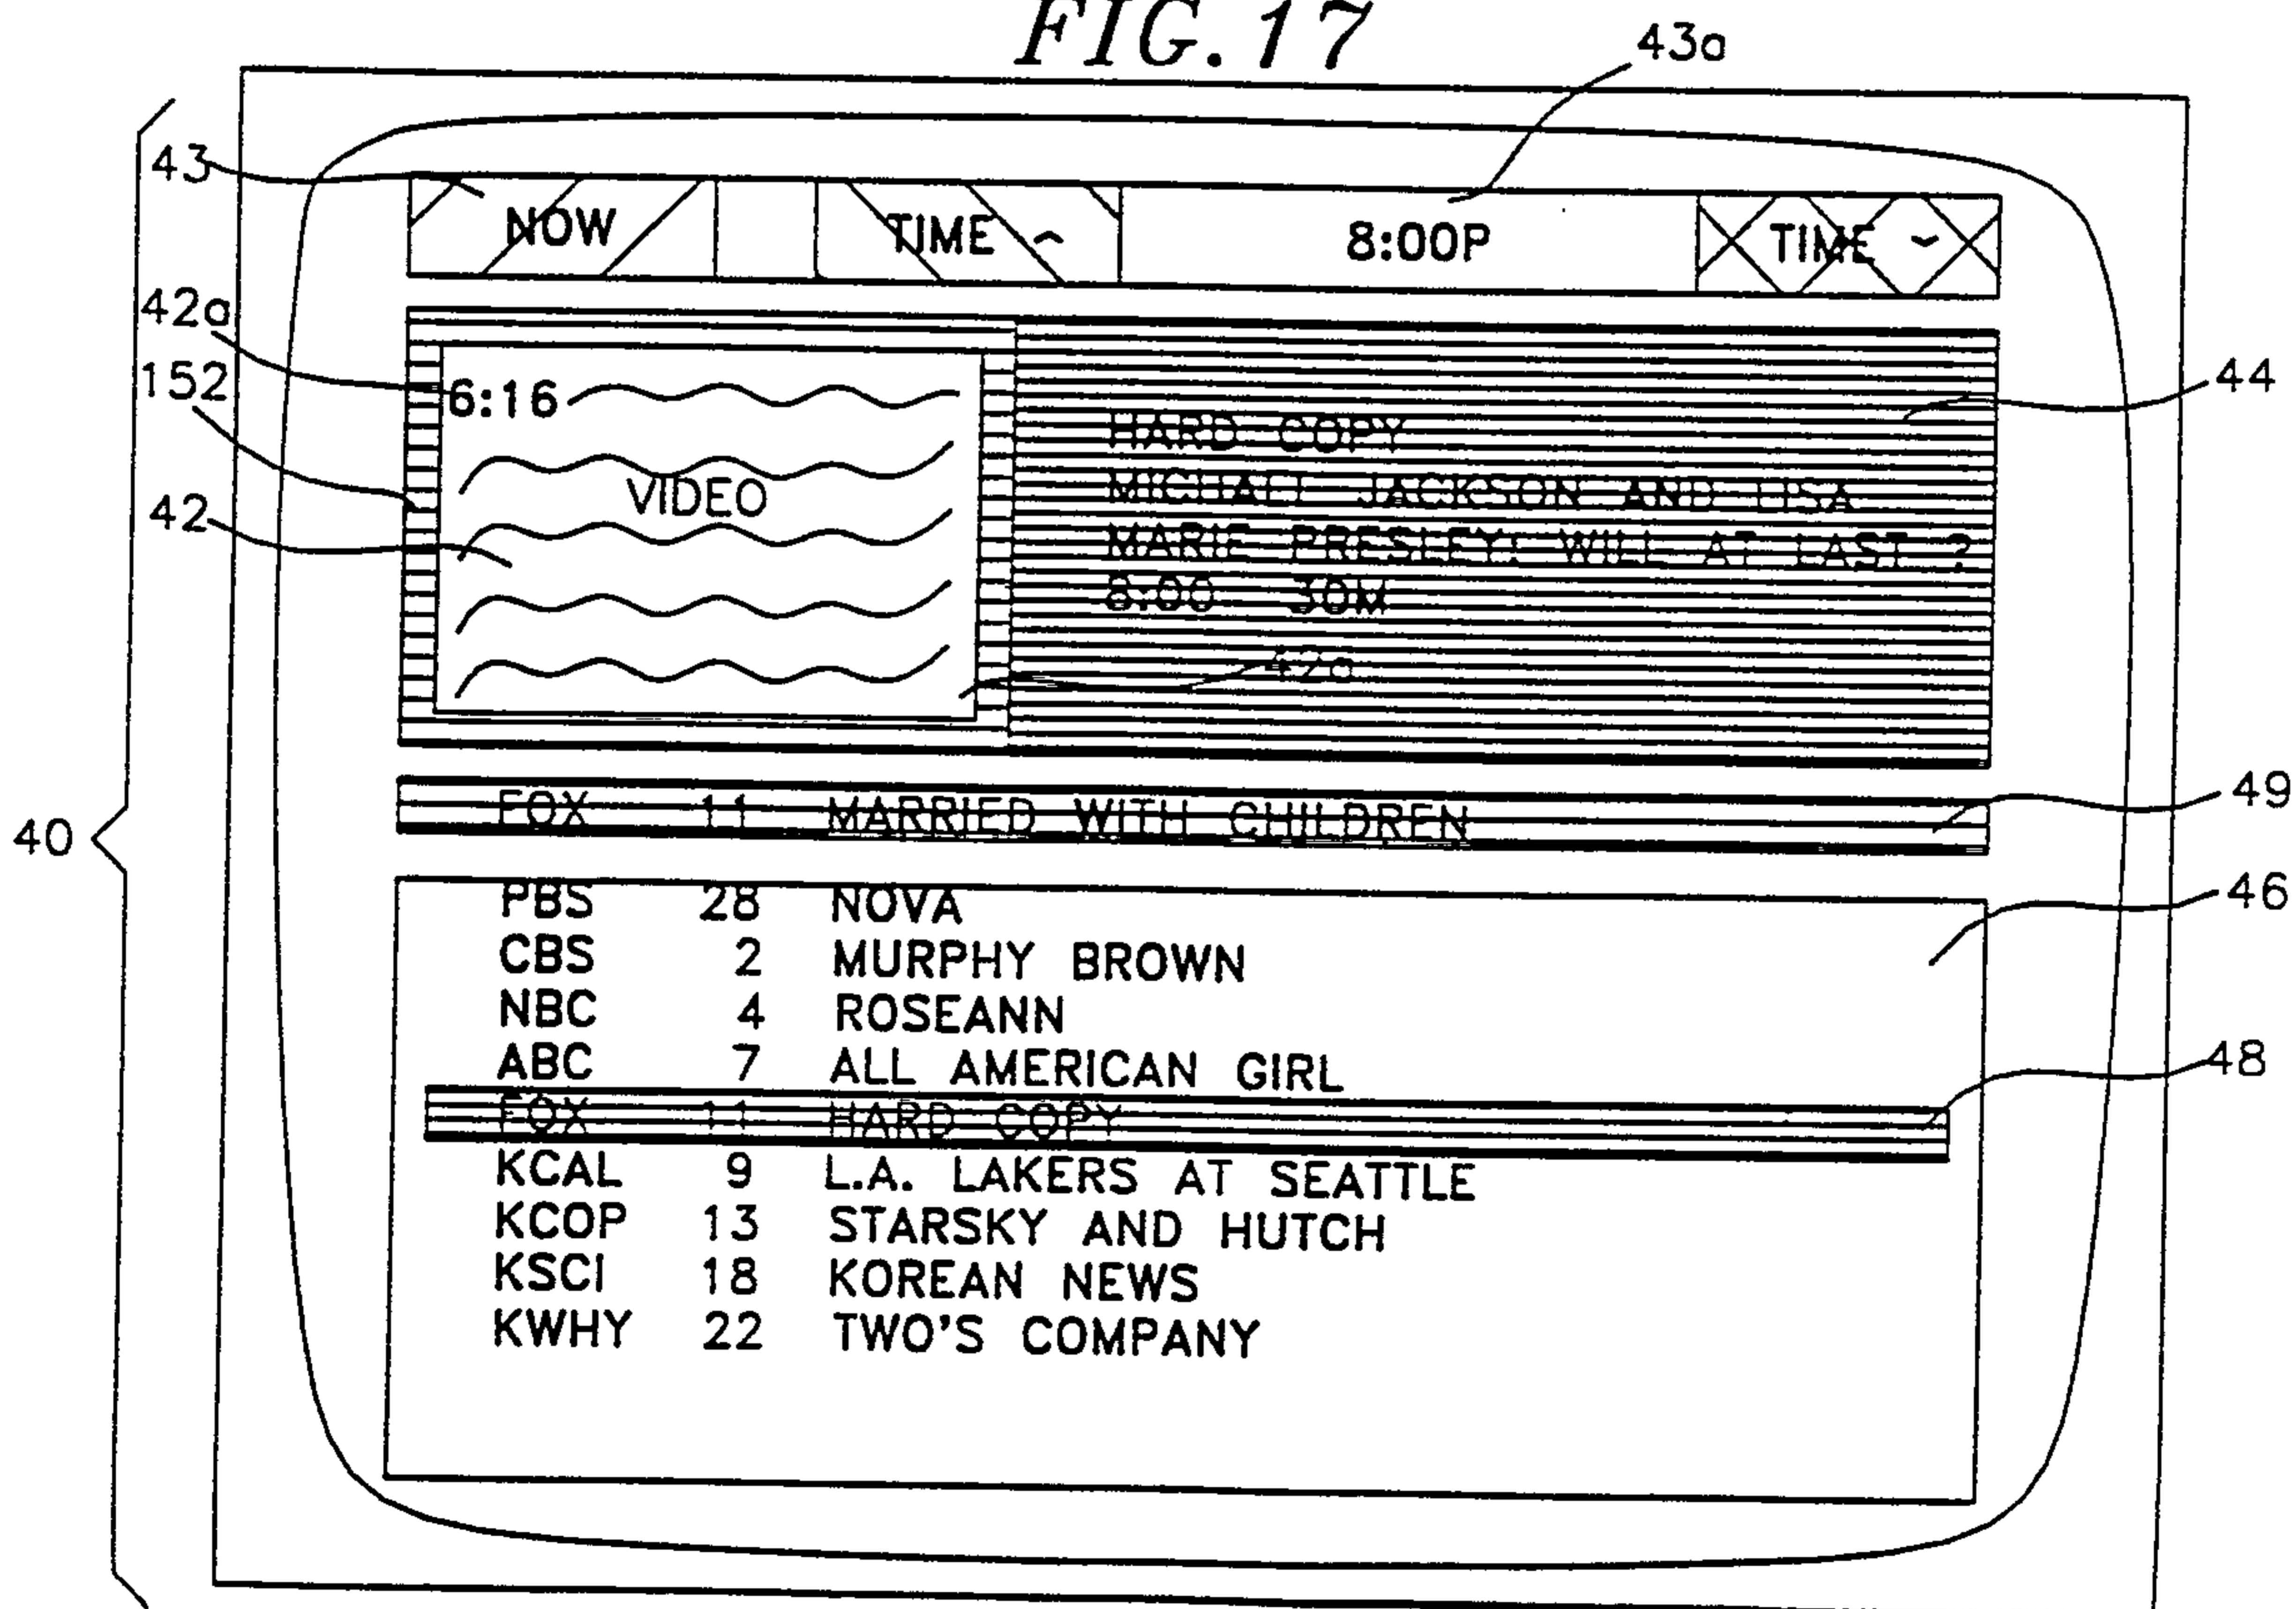 FIG. 17
43a
43
NOW
TIME ^
8:00P
TIME ⌄
42a
152
42
40
6:16
VIDEO
HARD COPY
MICHAEL JACKSON AND LISA
MARIE PRESLEY: WILL AT LAST ?
8:00 30M
44
FOX 11 MARRIED WITH CHILDREN
49
PBS 28 NOVA
46
CBS 2 MURPHY BROWN
NBC 4 ROSEANN
ABC 7 ALL AMERICAN GIRL
48
FOX 11 HARD COPY
KCAL 9 L.A. LAKERS AT SEATTLE
KCOP 13 STARSKY AND HUTCH
KSCI 18 KOREAN NEWS
KWHY 22 TWO'S COMPANY